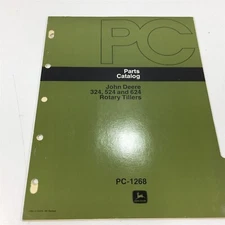 PC
Parts
Catalog
John Deere
324, 524 and 624
Rotary Tillers
PC-1268